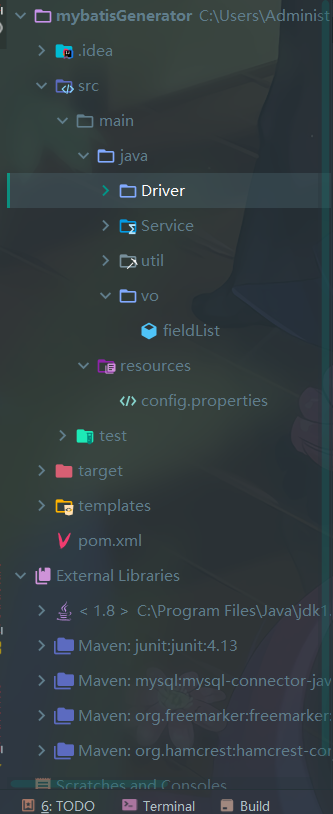 mybatisGenerator C:\Users\Administ
.idea
src
main
java
Driver
Service
util
vo
fieldList
resources
config.properties
test
target
templates
pom.xml
External Libraries
< 1.8 > C:\Program Files\Java\jdk1.
Maven: junit:junit:4.13
Maven: mysql:mysql-connector-jav
Maven: org.freemarker:freemarker:
Maven: org.hamcrest:hamcrest-cor
Scratches and Consoles
6: TODO Terminal Build